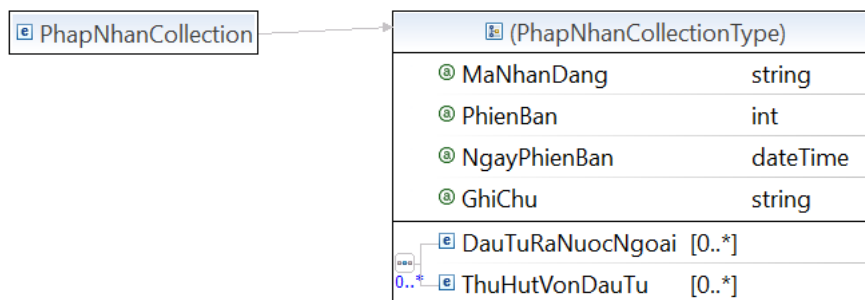 PhapNhanCollection
(PhapNhanCollectionType)
MaNhanDang string
PhienBan int
NgayPhienBan dateTime
GhiChu string
DauTuRaNuocNgoai [0..*]
0..*
ThuHutVonDauTu [0..*]